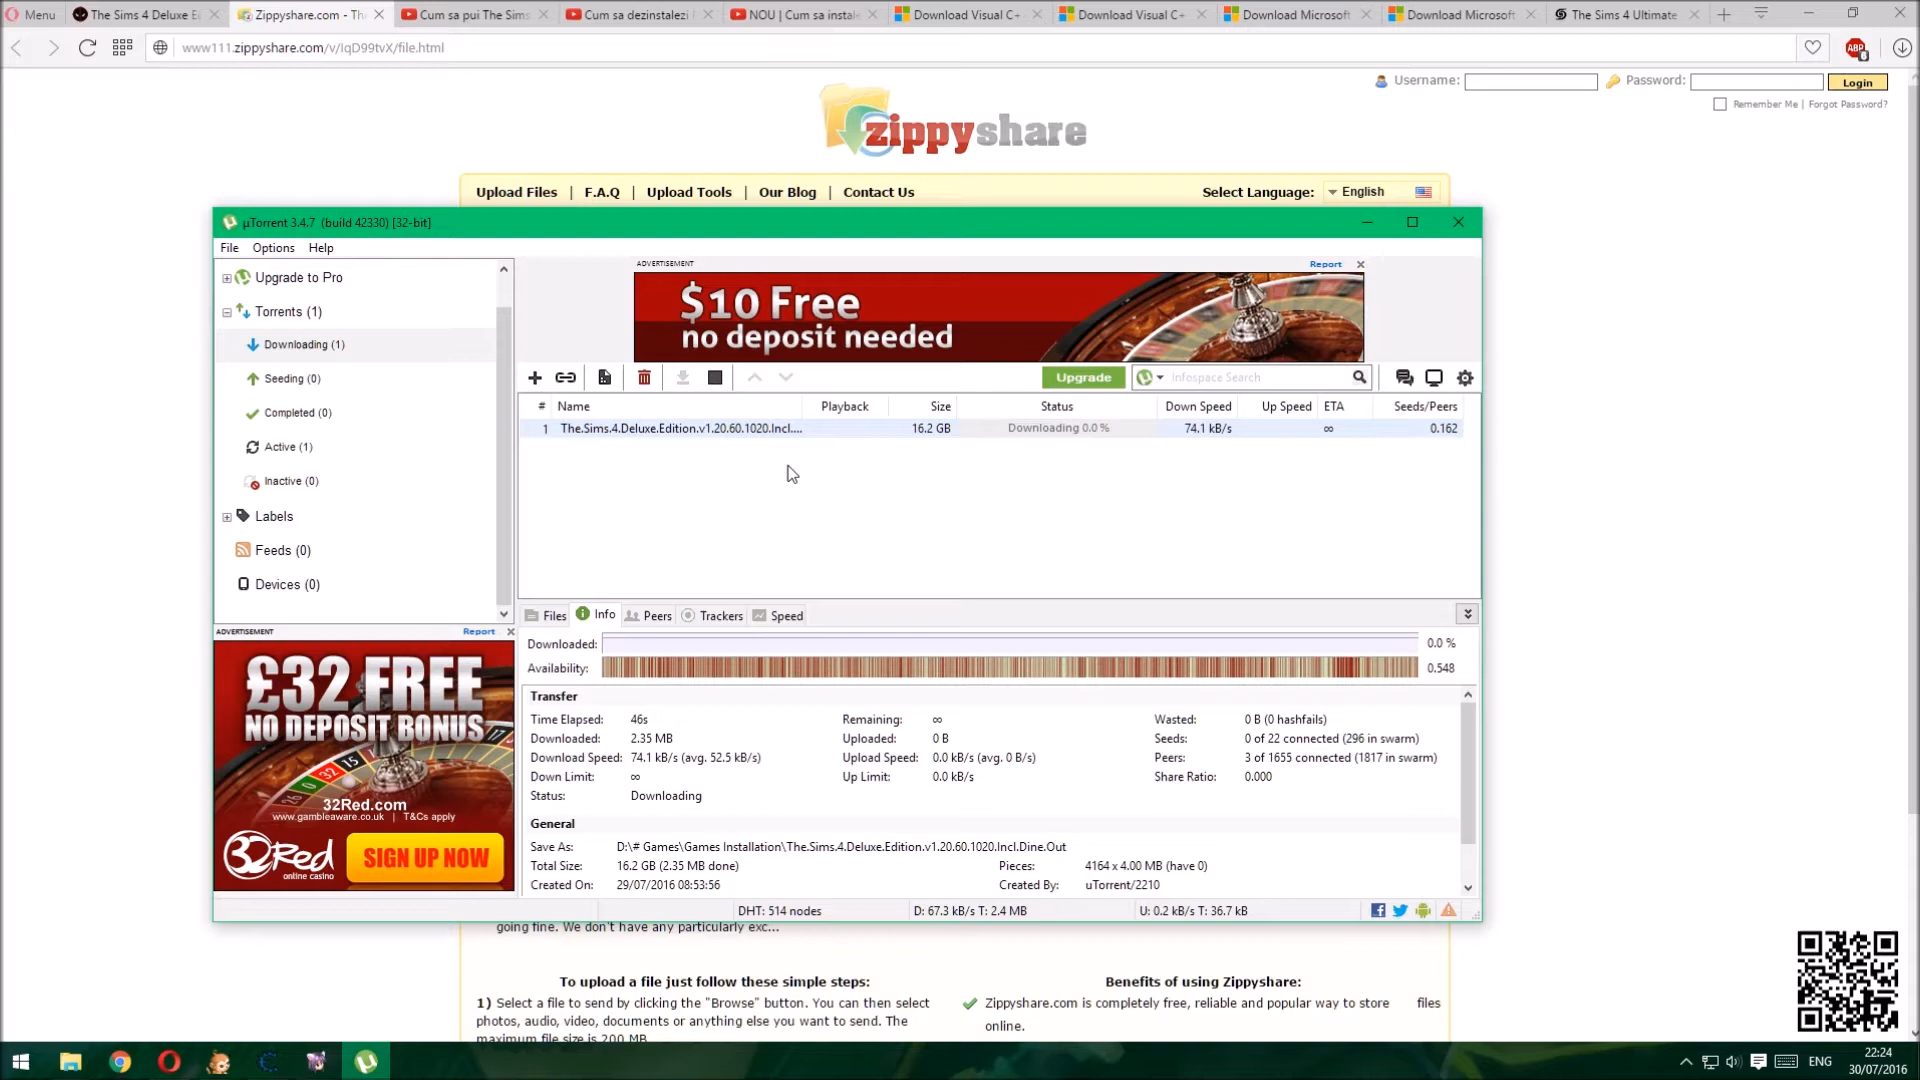 Menu
The Sims 4 Deluxe E
Zippyshare.com - Tha
Cum sa pui The Sims
Cum sa dezinstalezi
NOU | Cum sa instale
Download Visual C+
Download Visual C+
Download Microsoft
Download Microsoft
The Sims 4 Ultimate
www111.zippyshare.com/v/IqD99tvX/file.html
ABP
Username:
Password:
Login
Remember Me | Forgot Password?
zippyshare
Upload Files | F.A.Q | Upload Tools | Our Blog | Contact Us
Select Language: English
µTorrent 3.4.7 (build 42330) [32-bit]
File Options Help
Upgrade to Pro
Torrents (1)
Downloading (1)
Seeding (0)
Completed (0)
Active (1)
Inactive (0)
Labels
Feeds (0)
Devices (0)
ADVERTISEMENT
Report
$10 Free
no deposit needed
Upgrade
Infospace Search
# Name Playback Size Status Down Speed Up Speed ETA Seeds/Peers
1 The.Sims.4.Deluxe.Edition.v1.20.60.1020.Incl.... 16.2 GB Downloading 0.0 % 74.1 kB/s ∞ 0.162
Files Info Peers Trackers Speed
Downloaded: 0.0 %
Availability: 0.548
Transfer
Time Elapsed: 46s Remaining: ∞ Wasted: 0 B (0 hashfails)
Downloaded: 2.35 MB Uploaded: 0 B Seeds: 0 of 22 connected (296 in swarm)
Download Speed: 74.1 kB/s (avg. 52.5 kB/s) Upload Speed: 0.0 kB/s (avg. 0 B/s) Peers: 3 of 1655 connected (1817 in swarm)
Down Limit: ∞ Up Limit: 0.0 kB/s Share Ratio: 0.000
Status: Downloading
General
Save As: D:\# Games\Games Installation\The.Sims.4.Deluxe.Edition.v1.20.60.1020.Incl.Dine.Out
Total Size: 16.2 GB (2.35 MB done) Pieces: 4164 x 4.00 MB (have 0)
Created On: 29/07/2016 08:53:56 Created By: uTorrent/2210
DHT: 514 nodes D: 67.3 kB/s T: 2.4 MB U: 0.2 kB/s T: 36.7 kB
ADVERTISEMENT
Report
£32 FREE
NO DEPOSIT BONUS
32Red.com
www.gambleaware.co.uk | T&Cs apply
32Red
online casino
SIGN UP NOW
going fine. We don't have any particularly exc...
To upload a file just follow these simple steps:
1) Select a file to send by clicking the "Browse" button. You can then select
photos, audio, video, documents or anything else you want to send. The
maximum file size is 200 MB.
Benefits of using Zippyshare:
Zippyshare.com is completely free, reliable and popular way to store files
online.
ENG
22:24
30/07/2016